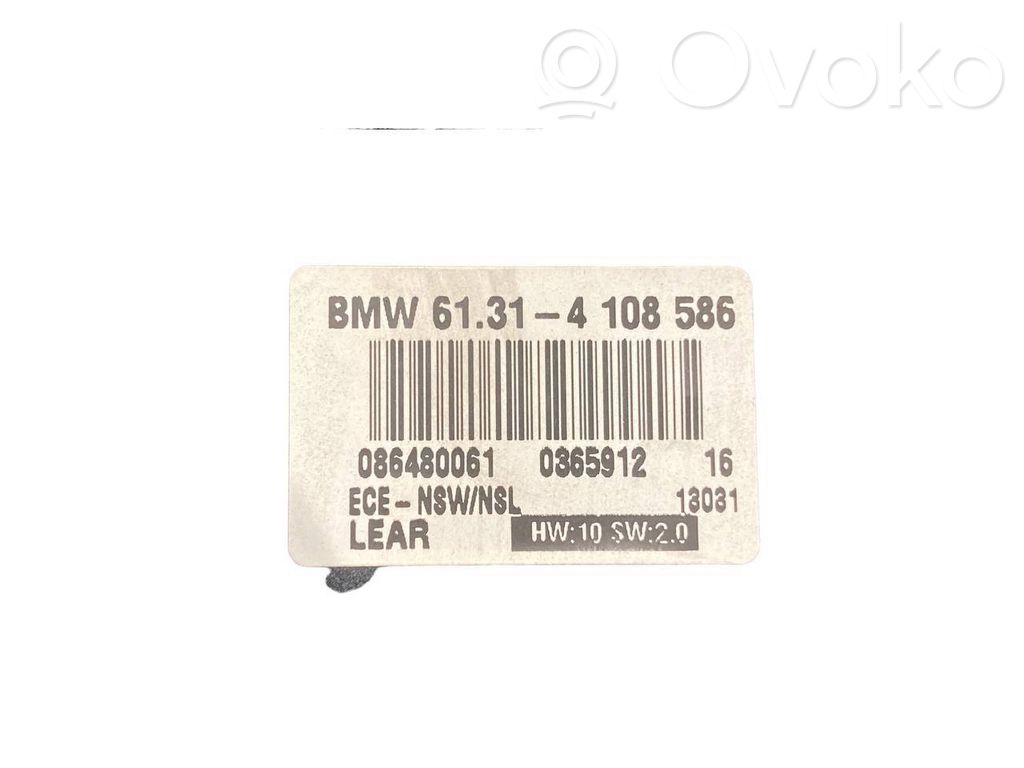 Ovoko
BMW 61.31-4 108 586
086480061 0365912 16
ECE-NSW/NSL 13031
LEAR HW:10 SW:2.0